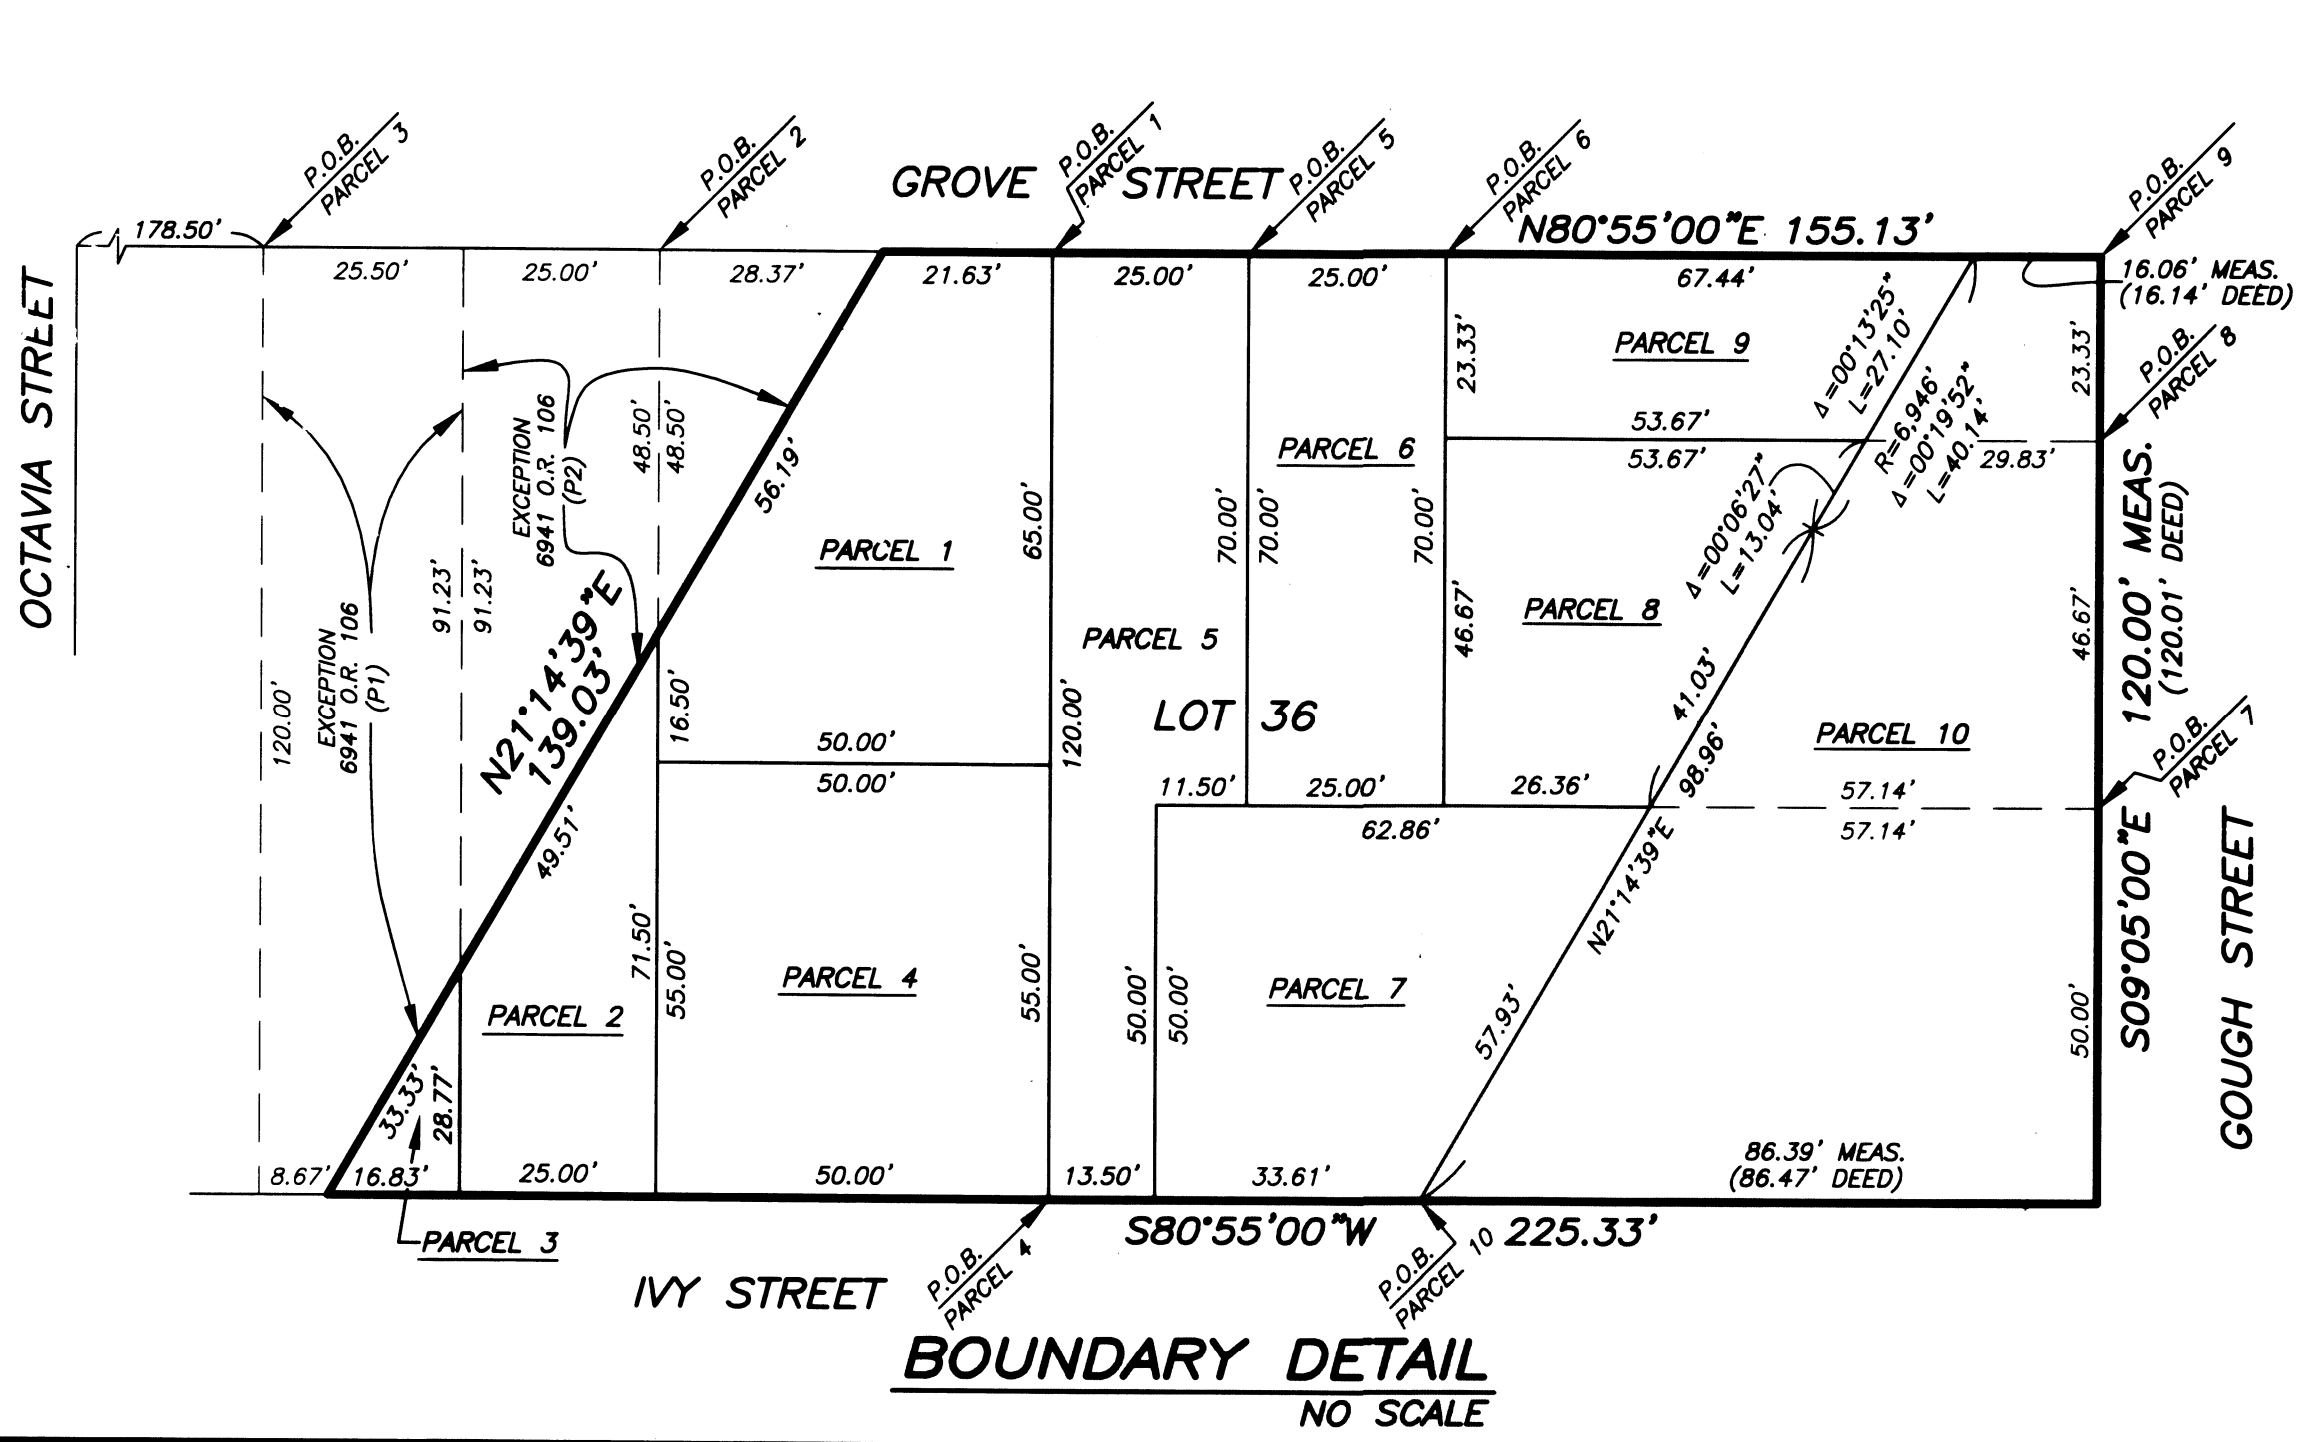 P.O.B.
PARCEL 3
P.O.B.
PARCEL 2
P.O.B.
PARCEL 1
P.O.B.
PARCEL 5
P.O.B.
PARCEL 6
P.O.B.
PARCEL 9
GROVE STREET
178.50'
N80°55'00"E 155.13'
25.50'
25.00'
28.37'
21.63'
25.00'
25.00'
67.44'
16.06' MEAS.
(16.14' DEED)
OCTAVIA STREET
PARCEL 9
23.33'
Δ=00°13'25"
L=27.10'
23.33'
P.O.B.
PARCEL 8
53.67'
53.67'
R=6,946'
Δ=00°19'52"
L=40.14'
29.83'
EXCEPTION
6941 O.R. 106
(P2)
48.50'
48.50'
56.19'
PARCEL 6
PARCEL 1
65.00'
70.00'
70.00'
70.00'
Δ=00°06'27"
L=13.04'
120.00' MEAS.
(120.01' DEED)
91.23'
91.23'
EXCEPTION
6941 O.R. 106
(P1)
120.00'
N21°14'39"E
139.03'
PARCEL 5
PARCEL 8
46.67'
46.67'
16.50'
LOT 36
120.00'
41.03'
98.96'
PARCEL 10
P.O.B.
PARCEL 7
50.00'
50.00'
11.50'
25.00'
26.36'
57.14'
62.86'
57.14'
49.51'
N21°14'39"E
S09°05'00"E
GOUGH STREET
71.50'
55.00'
PARCEL 4
55.00'
50.00'
50.00'
PARCEL 7
57.93'
50.00'
PARCEL 2
33.33'
28.77'
8.67'
16.83'
25.00'
50.00'
13.50'
33.61'
86.39' MEAS.
(86.47' DEED)
PARCEL 3
S80°55'00"W 225.33'
P.O.B.
PARCEL 4
P.O.B.
PARCEL 10
IVY STREET
BOUNDARY DETAIL
NO SCALE